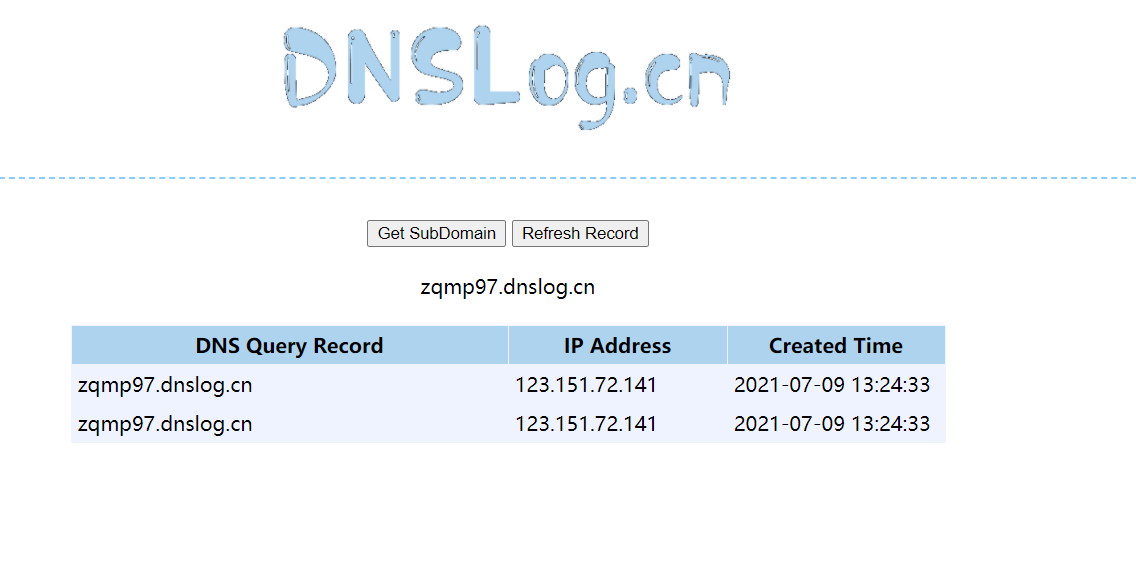 DNSLog.cn
Get SubDomain Refresh Record
zqmp97.dnslog.cn
DNS Query Record IP Address Created Time
zqmp97.dnslog.cn 123.151.72.141 2021-07-09 13:24:33
zqmp97.dnslog.cn 123.151.72.141 2021-07-09 13:24:33